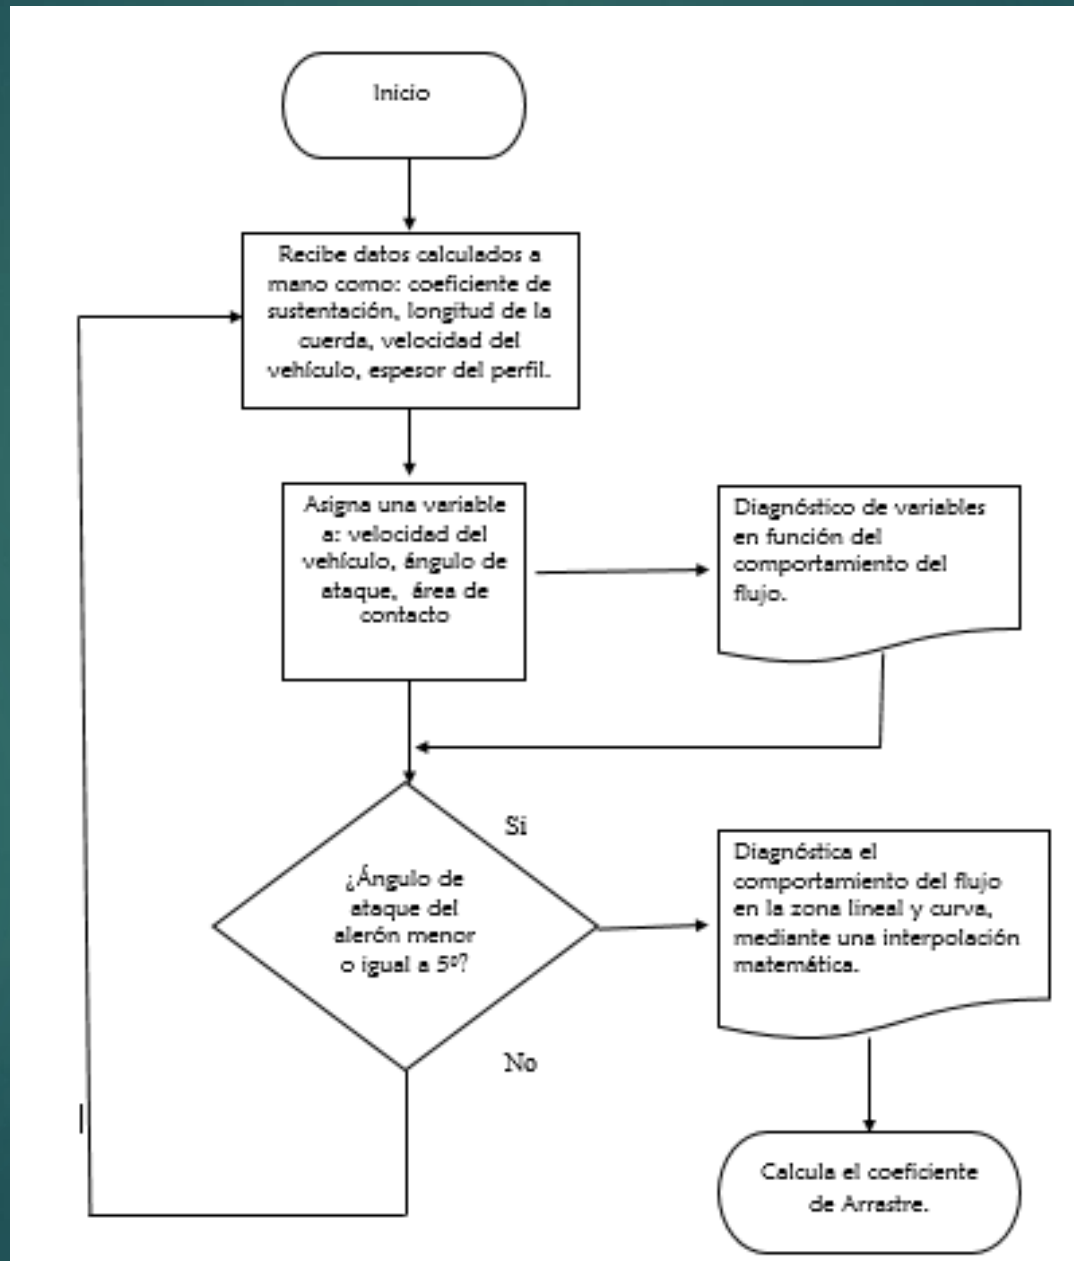 Inicio
Recibe datos calculados a
mano como: coeficiente de
sustentación, longitud de la
cuerda, velocidad del
vehículo, espesor del perfil.
Asigna una variable
a: velocidad del
vehículo, ángulo de
ataque, área de
contacto
Diagnóstico de variables
en función del
comportamiento del
flujo.
Si
¿Ángulo de
ataque del
alerón menor
o igual a 5º?
No
Diagnóstica el
comportamiento del flujo
en la zona lineal y curva,
mediante una interpolación
matemática.
Calcula el coeficiente
de Arrastre.